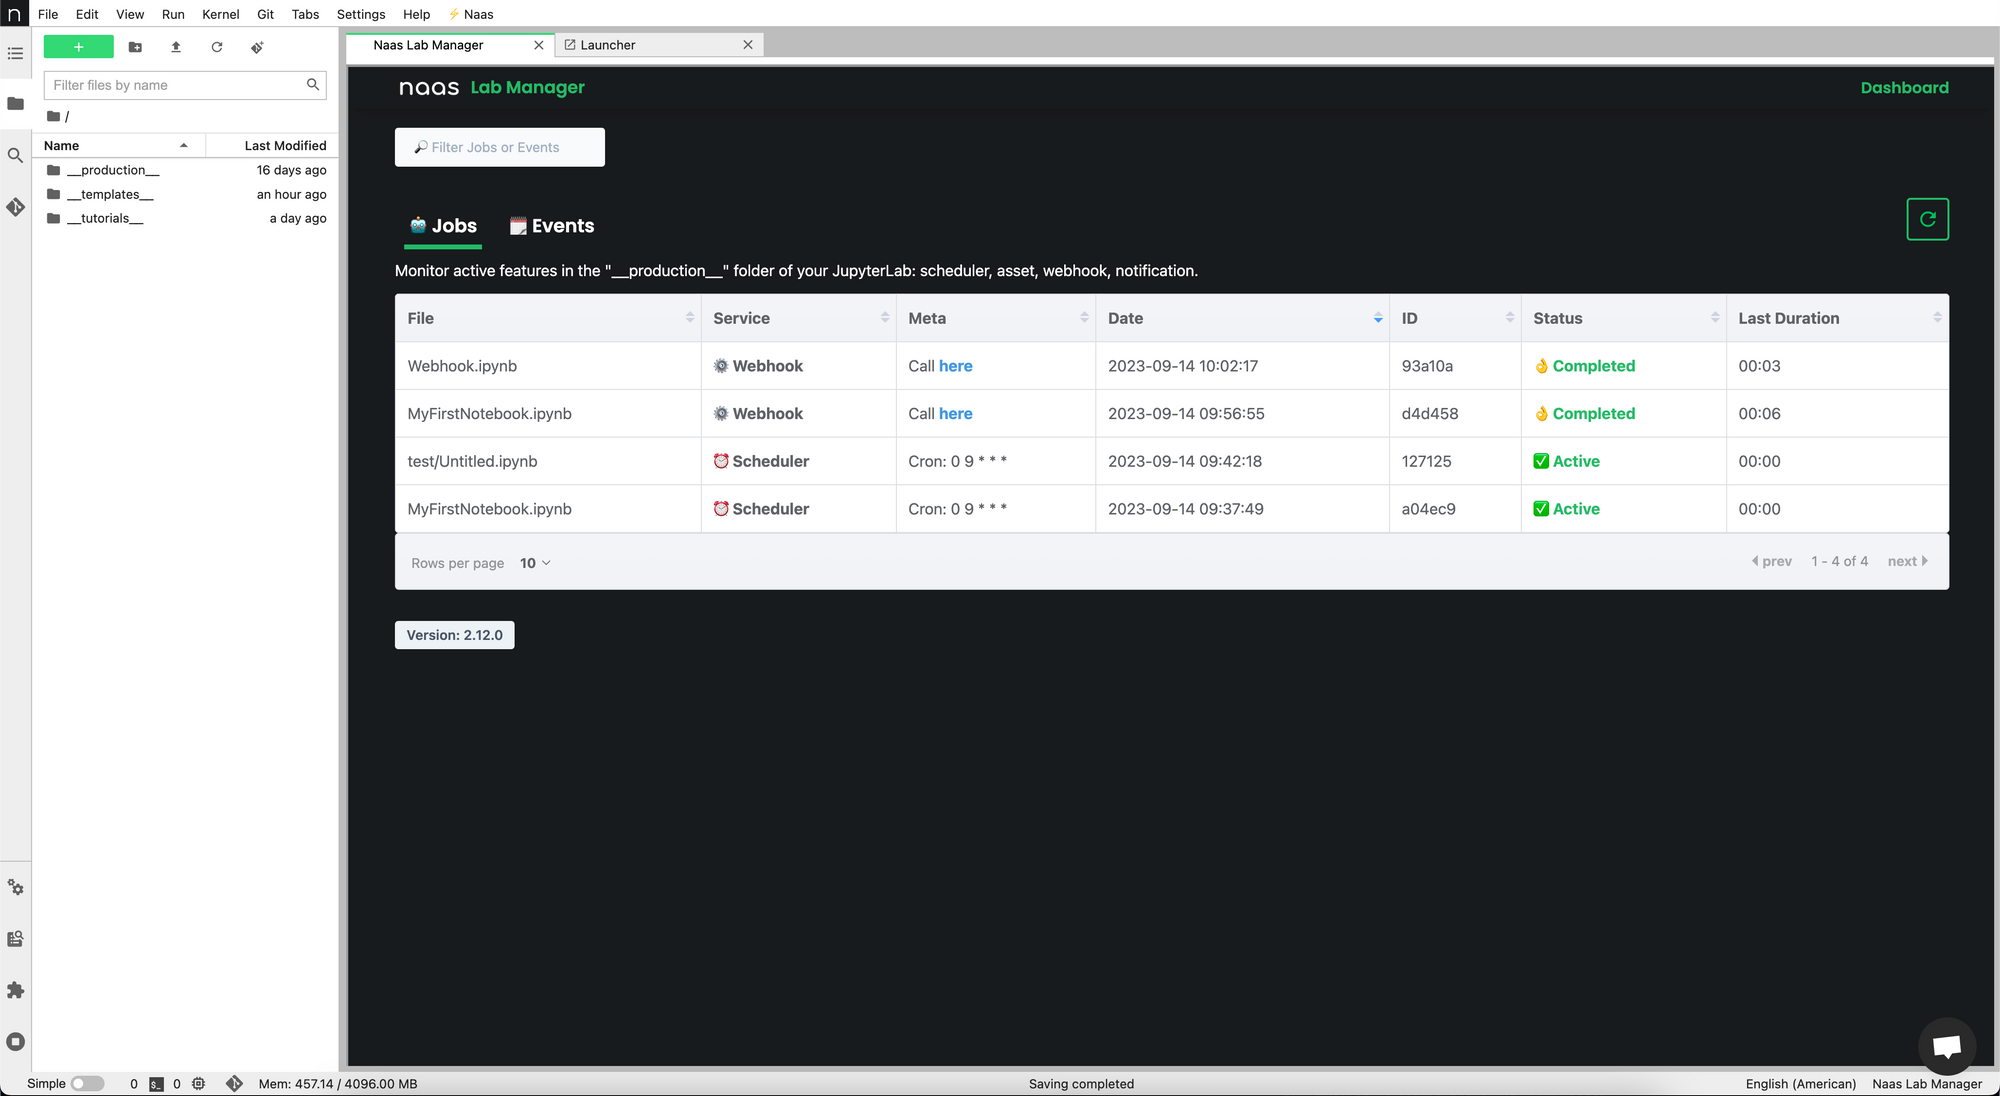 n File Edit View Run Kernel Git Tabs Settings Help ⚡ Naas
+
Naas Lab Manager Launcher
Filter files by name
/
Name Last Modified
__production__ 16 days ago
__templates__ an hour ago
__tutorials__ a day ago
naas Lab Manager Dashboard
🔎 Filter Jobs or Events
🤖 Jobs 🗓️ Events
Monitor active features in the "__production__" folder of your JupyterLab: scheduler, asset, webhook, notification.
File Service Meta Date ID Status Last Duration
Webhook.ipynb ⚙️ Webhook Call here 2023-09-14 10:02:17 93a10a 👌 Completed 00:03
MyFirstNotebook.ipynb ⚙️ Webhook Call here 2023-09-14 09:56:55 d4d458 👌 Completed 00:06
test/Untitled.ipynb ⏰ Scheduler Cron: 0 9 * * * 2023-09-14 09:42:18 127125 ✅ Active 00:00
MyFirstNotebook.ipynb ⏰ Scheduler Cron: 0 9 * * * 2023-09-14 09:37:49 a04ec9 ✅ Active 00:00
Rows per page 10 prev 1 - 4 of 4 next
Version: 2.12.0
Simple 0 $_ 0 Mem: 457.14 / 4096.00 MB Saving completed English (American) Naas Lab Manager